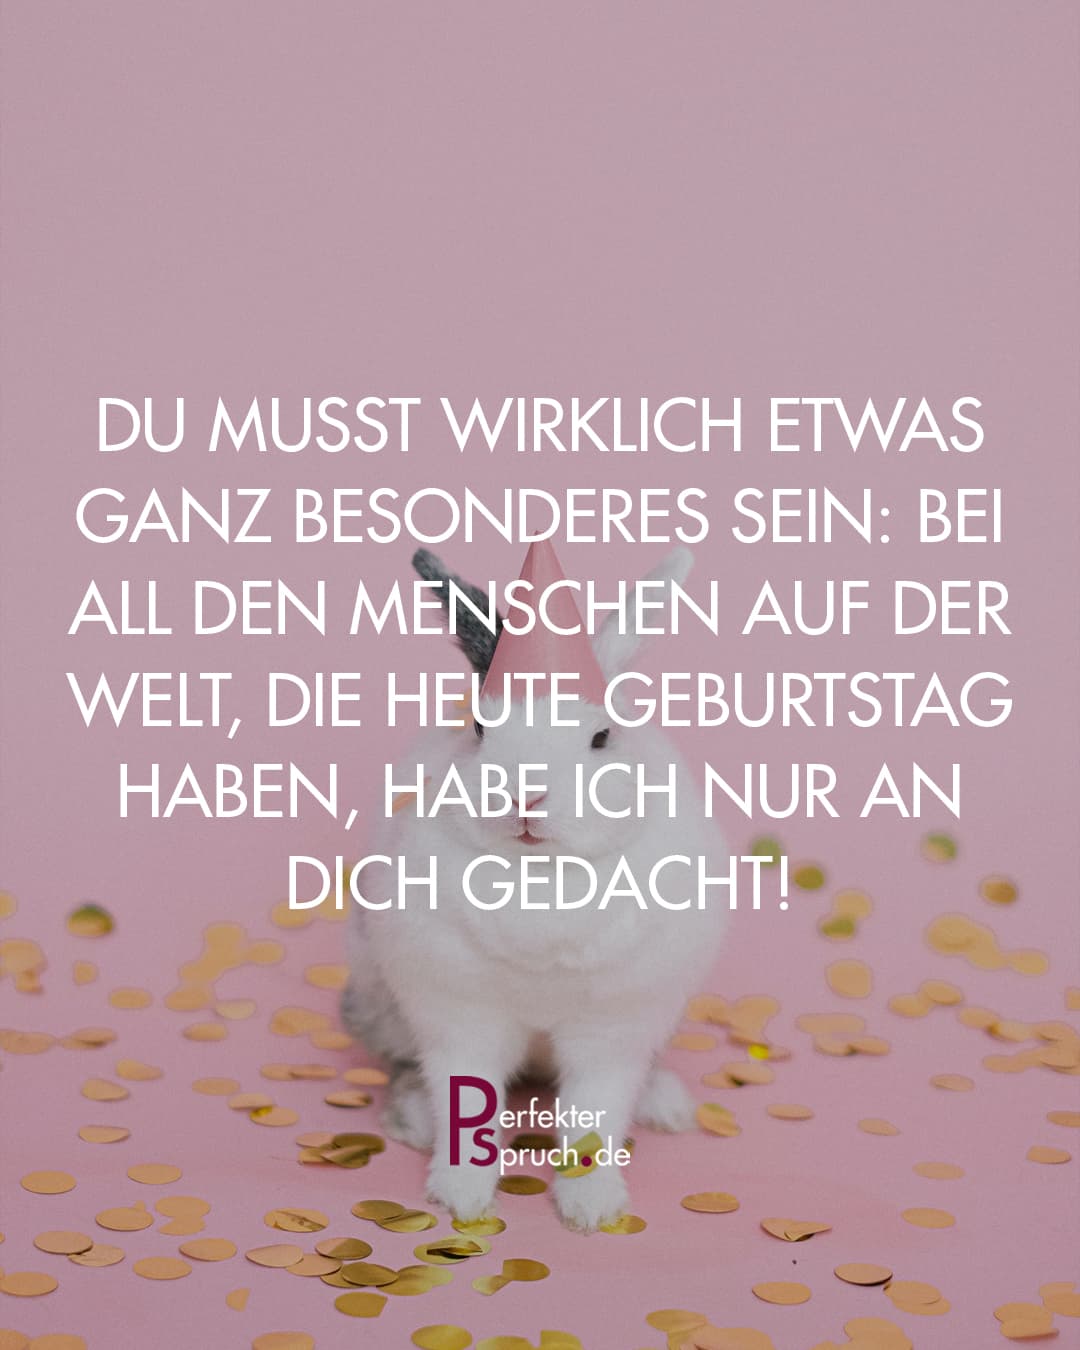 DU MUSST WIRKLICH ETWAS
GANZ BESONDERES SEIN: BEI
ALL DEN MENSCHEN AUF DER
WELT, DIE HEUTE GEBURTSTAG
HABEN, HABE ICH NUR AN
DICH GEDACHT!
Perfekter
Spruch.de